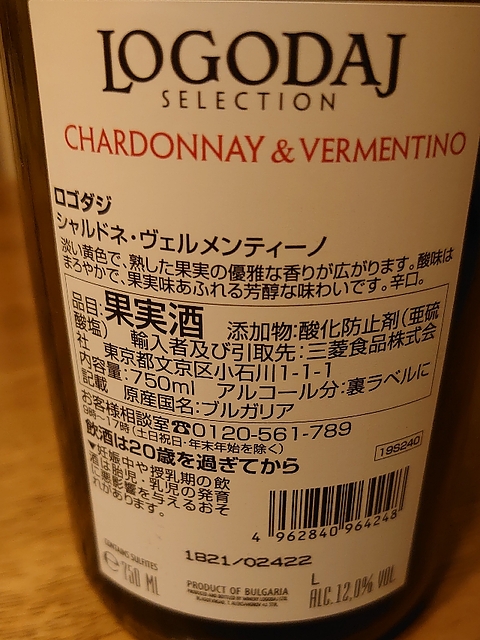 LOGODAJ
SELECTION
CHARDONNAY & VERMENTINO
ロゴダジ
シャルドネ・ヴェルメンティーノ
淡い黄色で、熟した果実の優雅な香りが広がります。酸味は
まろやかで、果実味あふれる芳醇な味わいです。辛口。
品目:果実酒 添加物:酸化防止剤(亜硫
酸塩) 輸入者及び引取先:三菱食品株式会
社 東京都文京区小石川1-1-1
内容量:750ml アルコール分:裏ラベルに
記載 原産国名:ブルガリア
お客様相談室☎0120-561-789
9時~17時(土日祝日・年末年始を除く)
飲酒は20歳を過ぎてから
19S240
▼妊娠中や授乳期の飲
酒は胎児・乳児の発育
に悪影響を与えるおそ
れがあります。
4 962840 964248
1821/02422
CONTAINS SULFITES
e 750 ML
PRODUCT OF BULGARIA
L
ALC.12,0% VOL